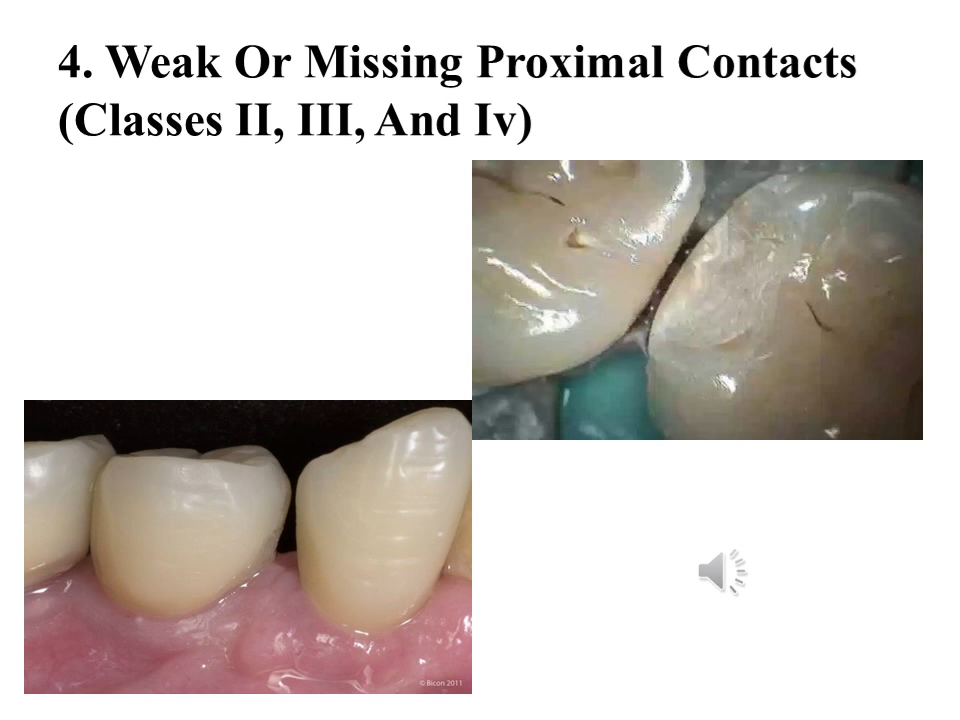 4. Weak Or Missing Proximal Contacts
(Classes II, III, And Iv)
© Bicon 2011